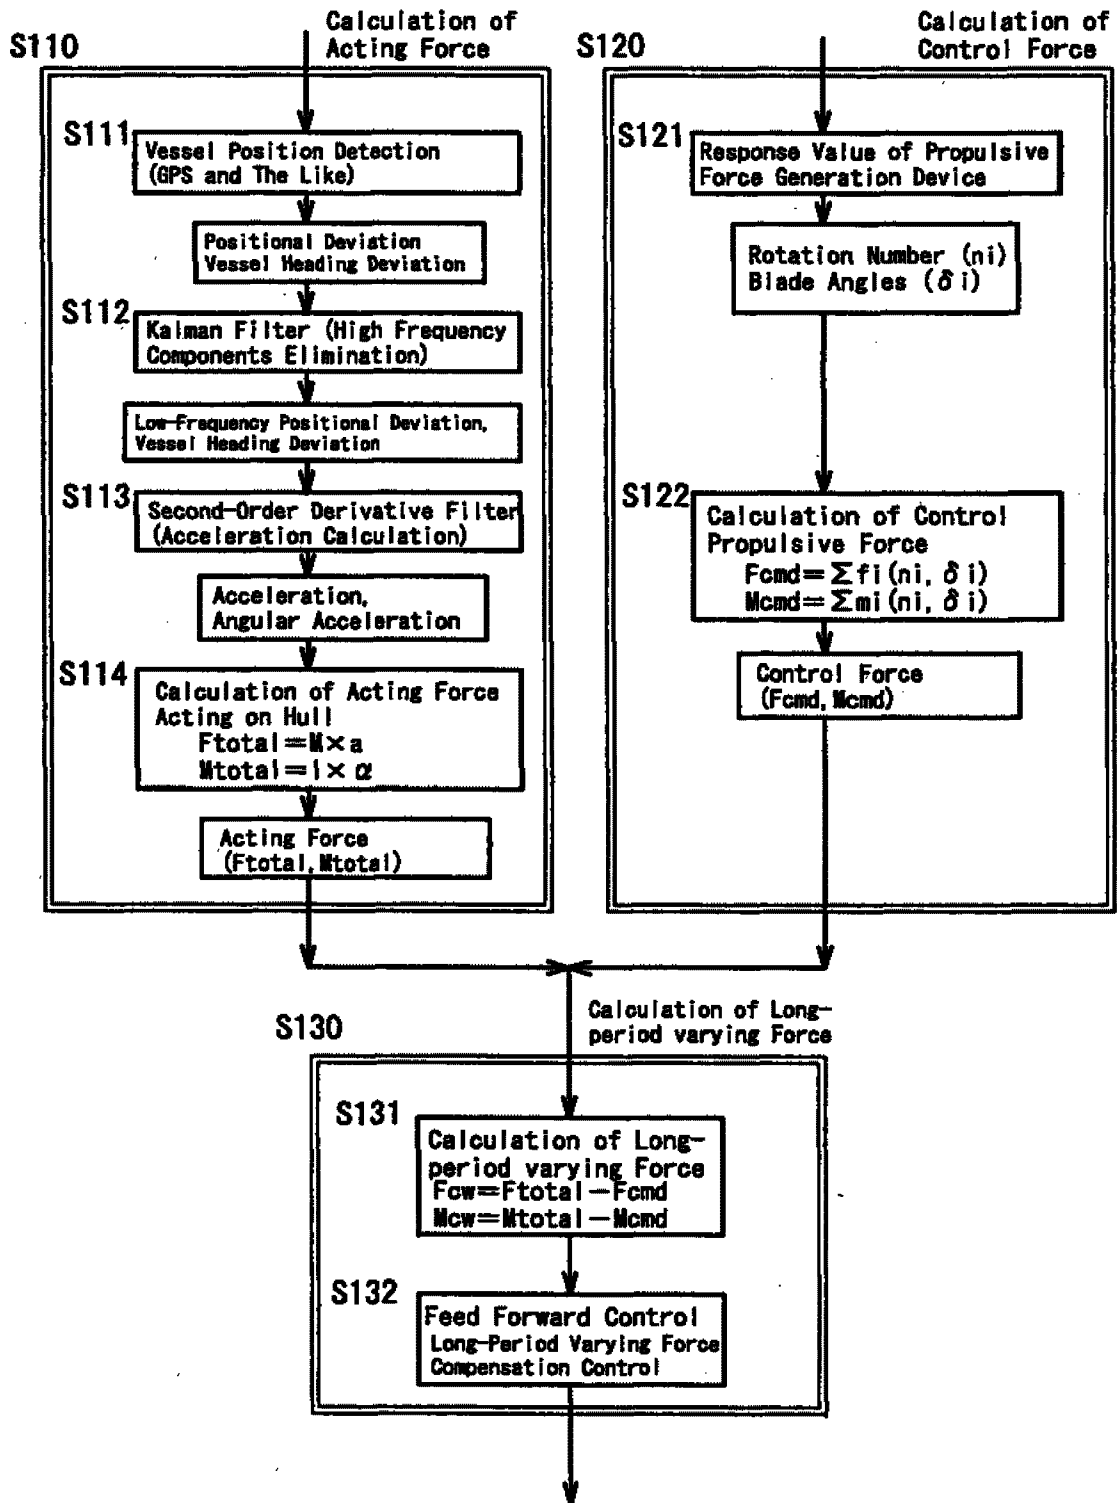 Calculation of
Acting Force
S110
S111
Vessel Position Detection
(GPS and The Like)
Positional Deviation
Vessel Heading Deviation
S112
Kalman Filter (High Frequency
Components Elimination)
Low-Frequency Positional Deviation,
Vessel Heading Deviation
S113
Second-Order Derivative Filter
(Acceleration Calculation)
Acceleration,
Angular Acceleration
S114
Calculation of Acting Force
Acting on Hull
Ftotal=M×a
Mtotal=I×α
Acting Force
(Ftotal, Mtotal)
Calculation of
Control Force
S120
S121
Response Value of Propulsive
Force Generation Device
Rotation Number (ni)
Blade Angles (δi)
S122
Calculation of Control
Propulsive Force
Fcmd=Σfi(ni, δi)
Mcmd=Σmi(ni, δi)
Control Force
(Fcmd, Mcmd)
Calculation of Long-
period varying Force
S130
S131
Calculation of Long-
period varying Force
Fcw=Ftotal-Fcmd
Mcw=Mtotal-Mcmd
S132
Feed Forward Control
Long-Period Varying Force
Compensation Control